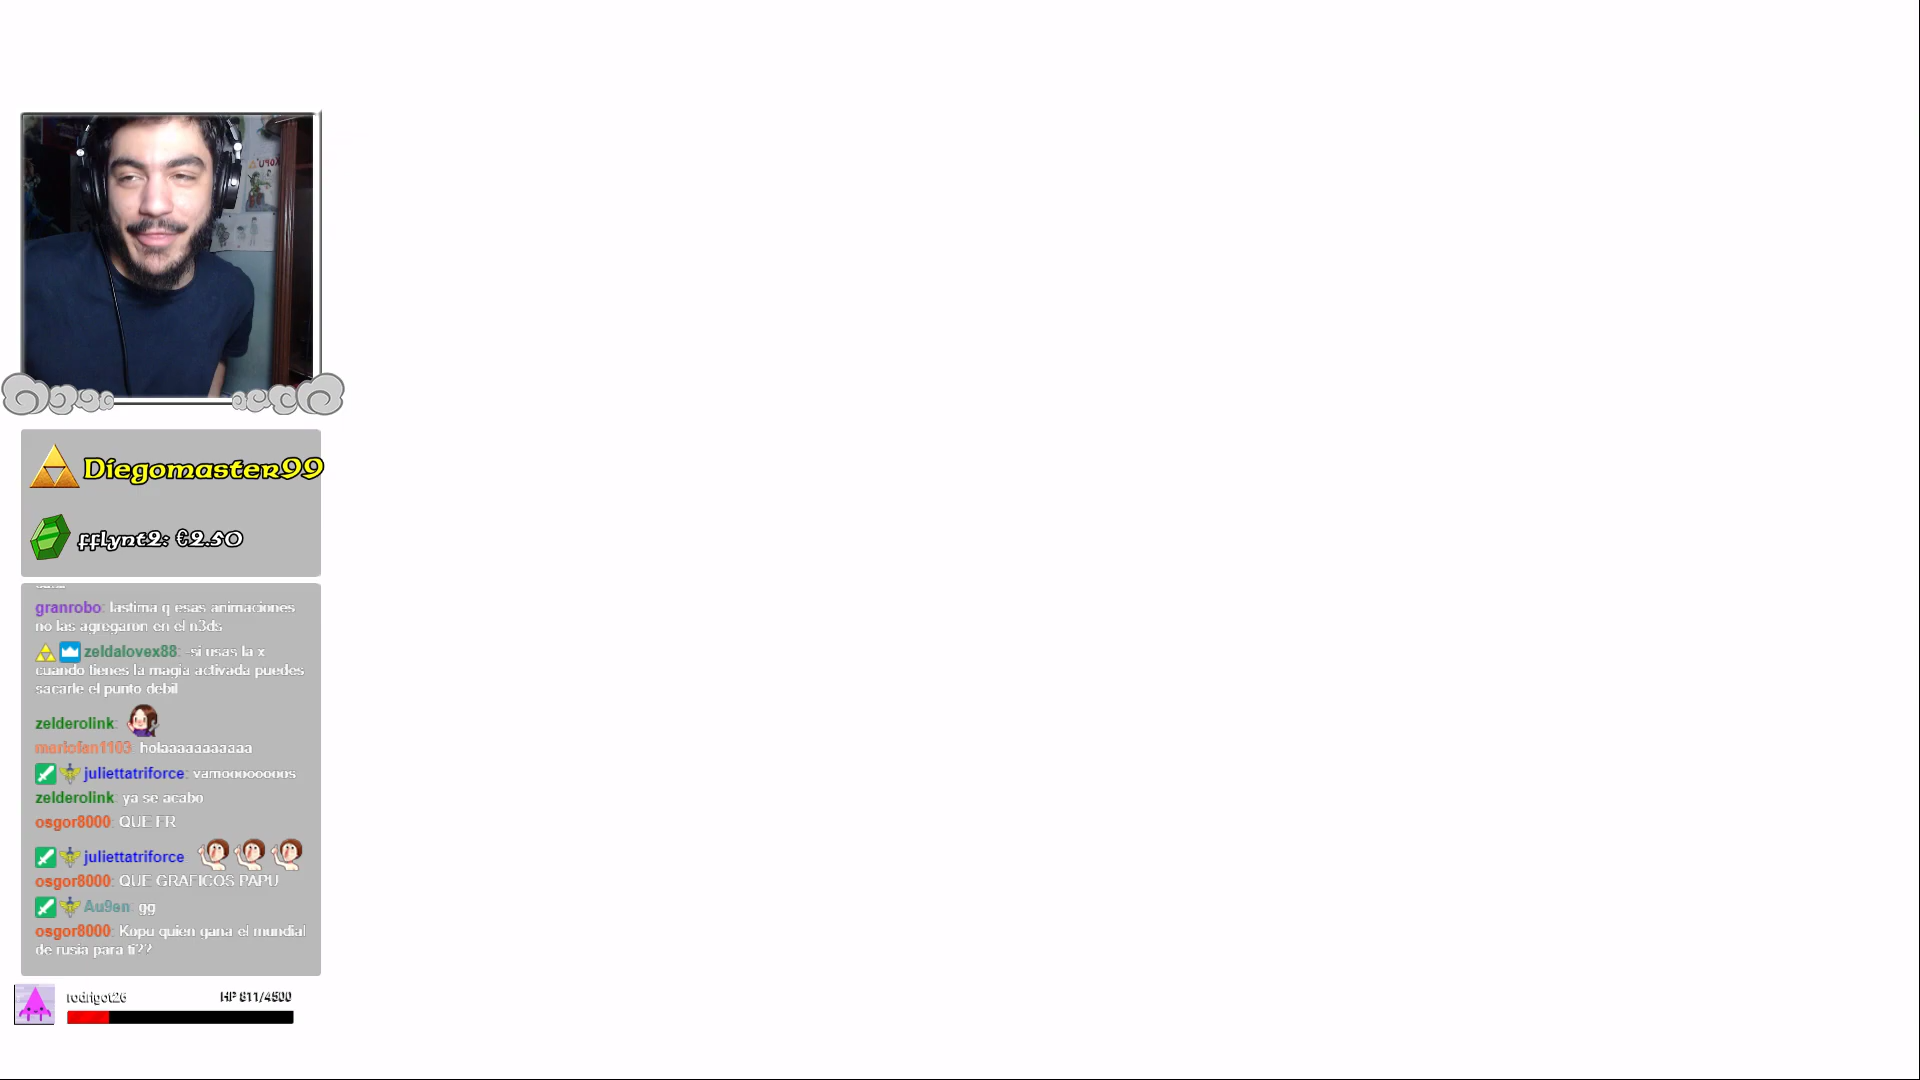 KOPU
Diegomaster99
fflynt2: €2.50
granrobo: lastima q esas animaciones
no las agregaron en el n3ds
zeldalovex88: -si usas la x
cuando tienes la magia activada puedes
sacarle el punto debil
zelderolink:
mariofan1103: holaaaaaaaaaaa
juliettatriforce: vamoooooooos
zelderolink: ya se acabo
osgor8000: QUE FR
juliettatriforce
osgor8000: QUE GRAFICOS PAPU
Au9en: gg
osgor8000: Kopu quien gana el mundial
de rusia para ti??
rodrigot26 HP 811/4500